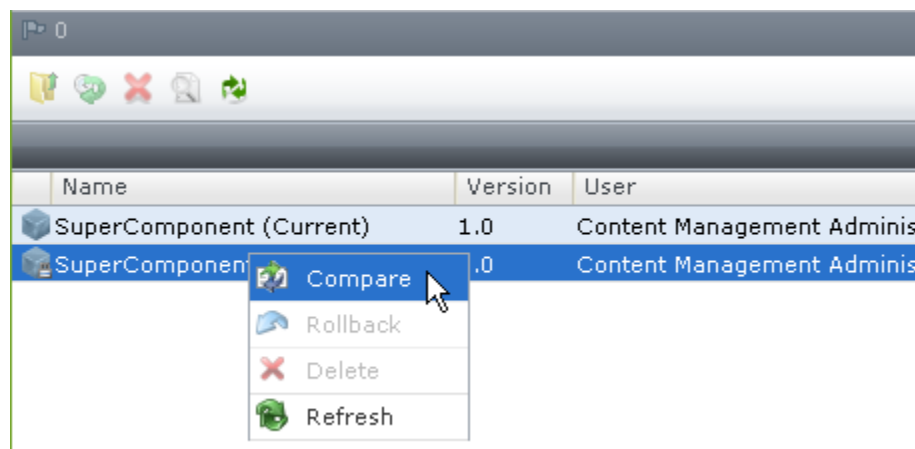 0
Name Version User
SuperComponent (Current) 1.0 Content Management Adminis
SuperComponent .0 Content Management Adminis
Compare
Rollback
Delete
Refresh